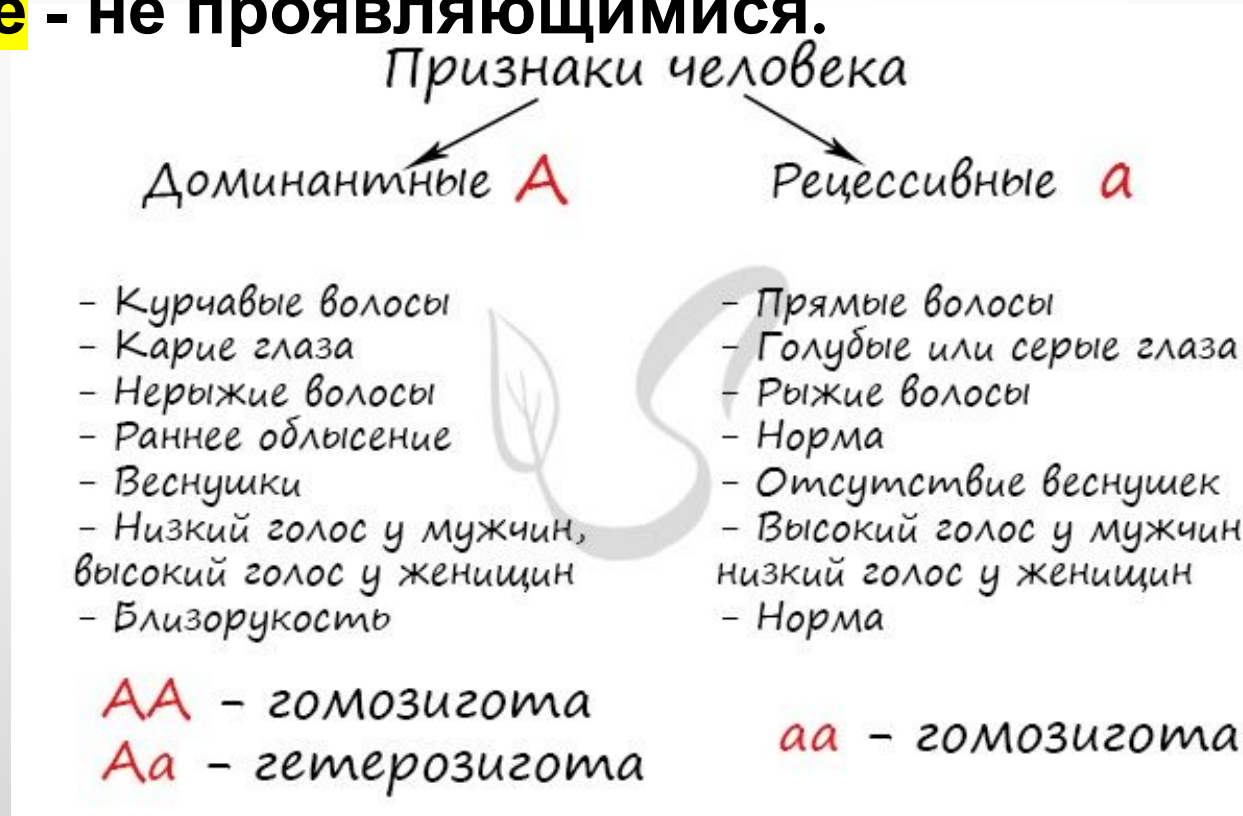 е - не проявляющимися.
Признаки человека
Доминантные А
Рецессивные а
- Курчавые волосы
- Карие глаза
- Нерыжие волосы
- Раннее облысение
- Веснушки
- Низкий голос у мужчин,
высокий голос у женищин
- Близорукость
- Прямые волосы
- Голубые или серые глаза
- Рыжие волосы
- Норма
- Отсутствие веснушек
- Высокий голос у мужчин
низкий голос у женищин
- Норма
АА - гомозигота
Аа - гетерозигота
аа - гомозигота